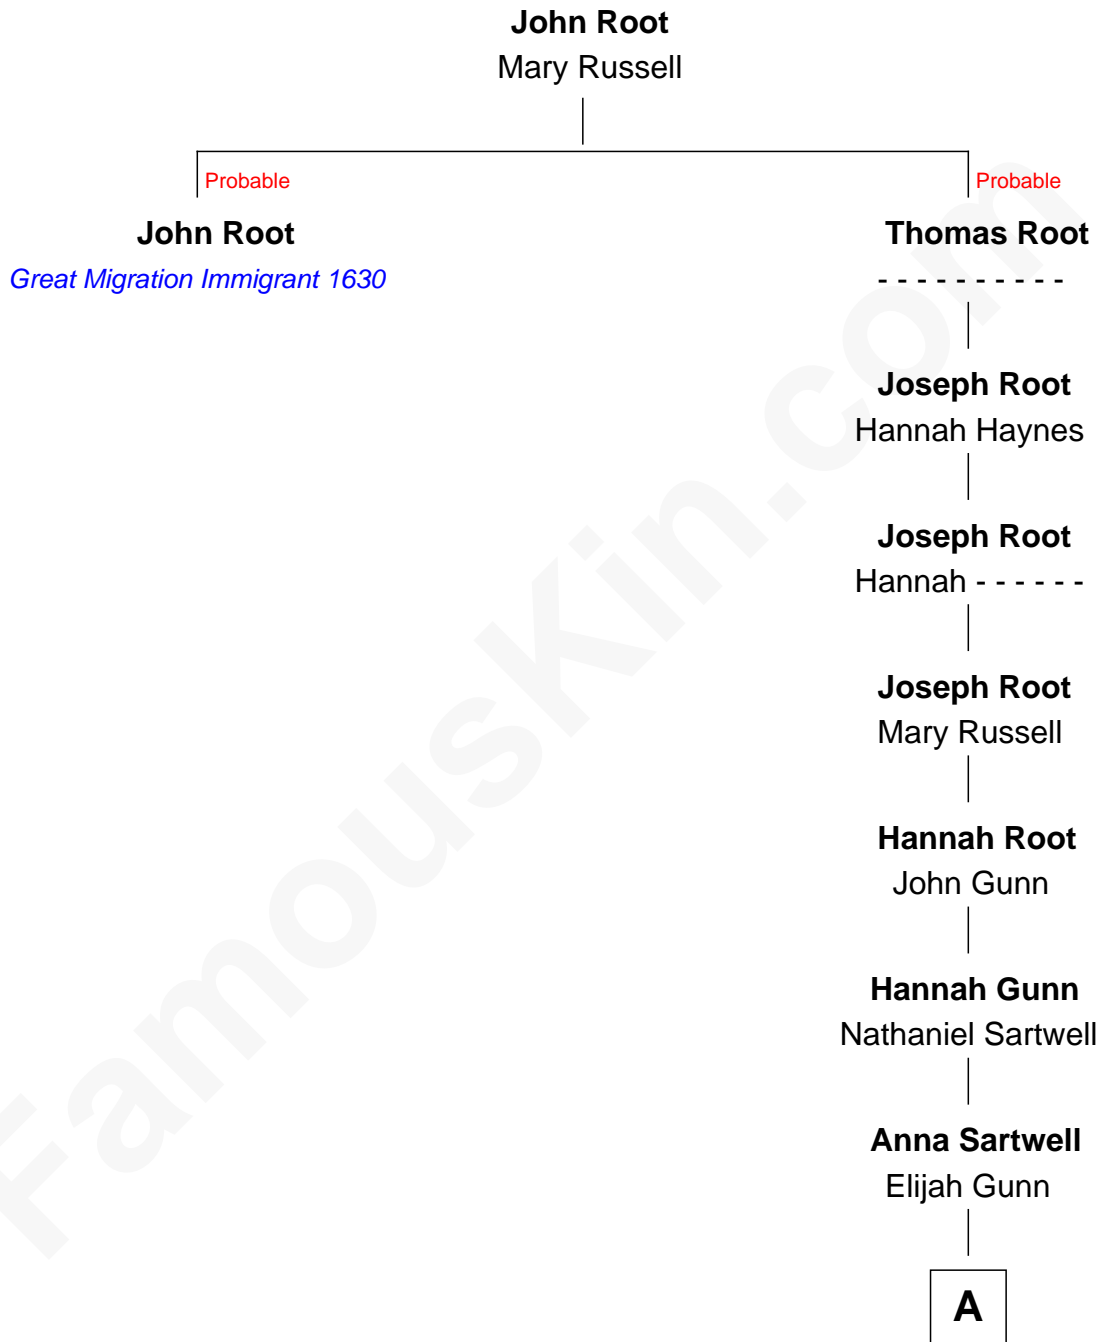 John Root
Mary Russell
Probable
Probable
John Root
Thomas Root
Great Migration Immigrant 1630
- - - - - - - - - -
Joseph Root
Hannah Haynes
Joseph Root
Hannah - - - - - -
Joseph Root
Mary Russell
Hannah Root
John Gunn
Hannah Gunn
Nathaniel Sartwell
Anna Sartwell
Elijah Gunn
A
FamousKin.com